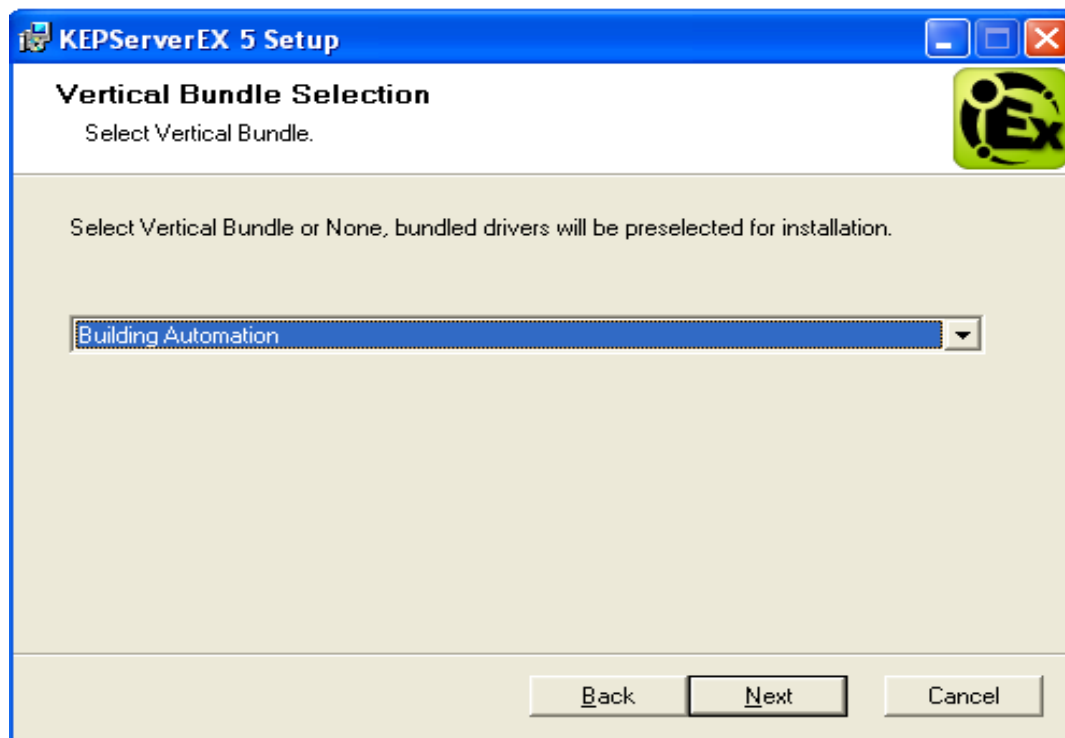 KEPServerEX 5 Setup
Vertical Bundle Selection
Select Vertical Bundle.
Ex
Select Vertical Bundle or None, bundled drivers will be preselected for installation.
Building Automation
Back Next Cancel